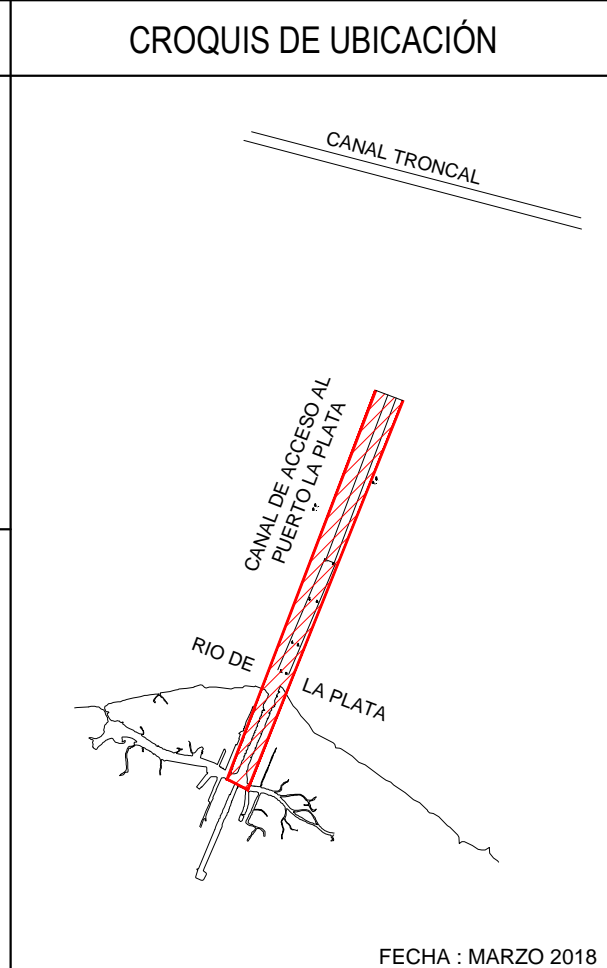 CROQUIS DE UBICACIÓN
CANAL TRONCAL
CANAL DE ACCESO AL
PUERTO LA PLATA
RIO DE
LA PLATA
FECHA : MARZO 2018